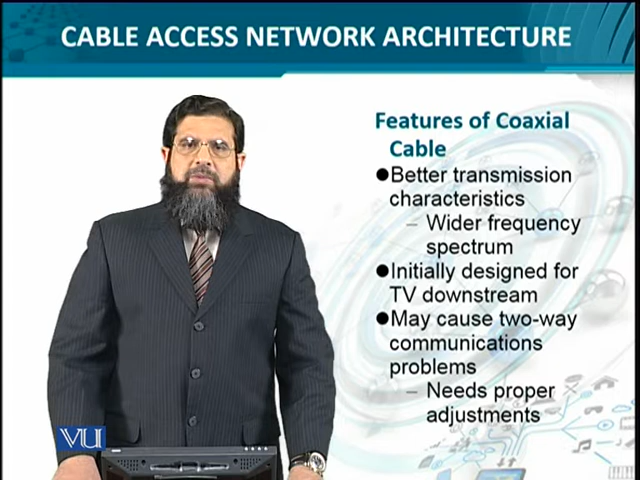 CABLE ACCESS NETWORK ARCHITECTURE
Features of Coaxial
Cable
●Better transmission
characteristics
– Wider frequency
spectrum
●Initially designed for
TV downstream
●May cause two-way
communications
problems
– Needs proper
adjustments
VU